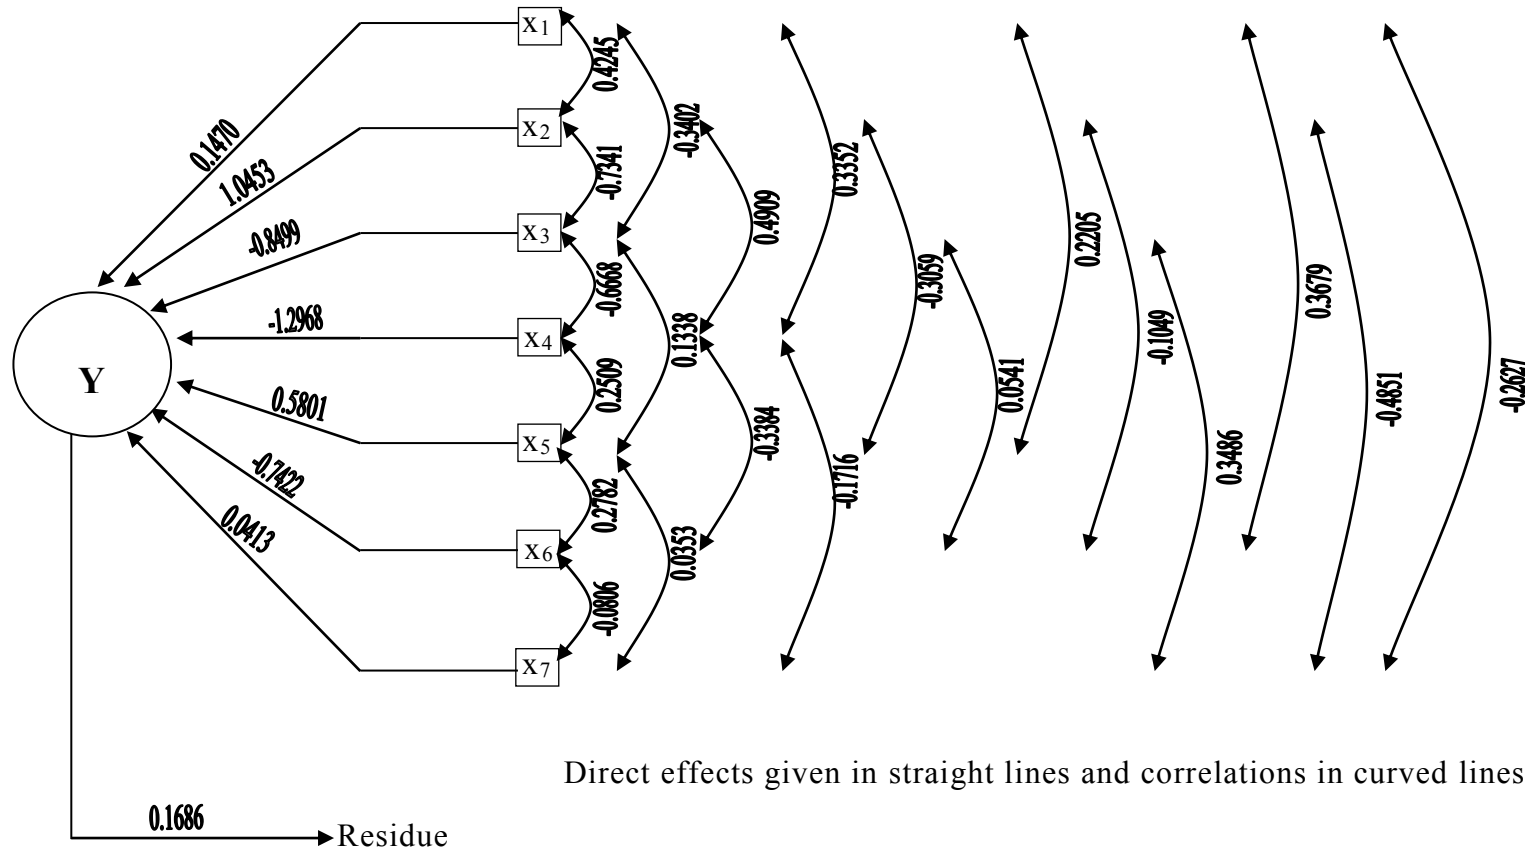 x1
0.4245
0.1470
x2
-0.3402
1.0453
-0.7341
0.3352
x3
0.4909
-0.8499
0.2205
-0.6668
-0.3059
0.3679
x4
-1.2968
0.1338
-0.1049
Y
0.2509
0.0541
-0.4851
-0.2627
0.5801
x5
-0.3384
0.3486
-0.7422
0.2782
-0.1716
x6
0.0413
0.0353
-0.0806
x7
Direct effects given in straight lines and correlations in curved lines
0.1686
Residue